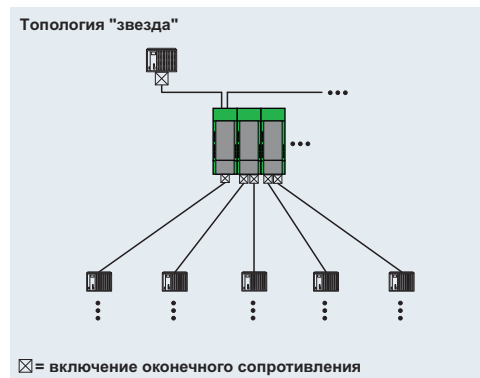 Топология "звезда"
= включение оконечного сопротивления